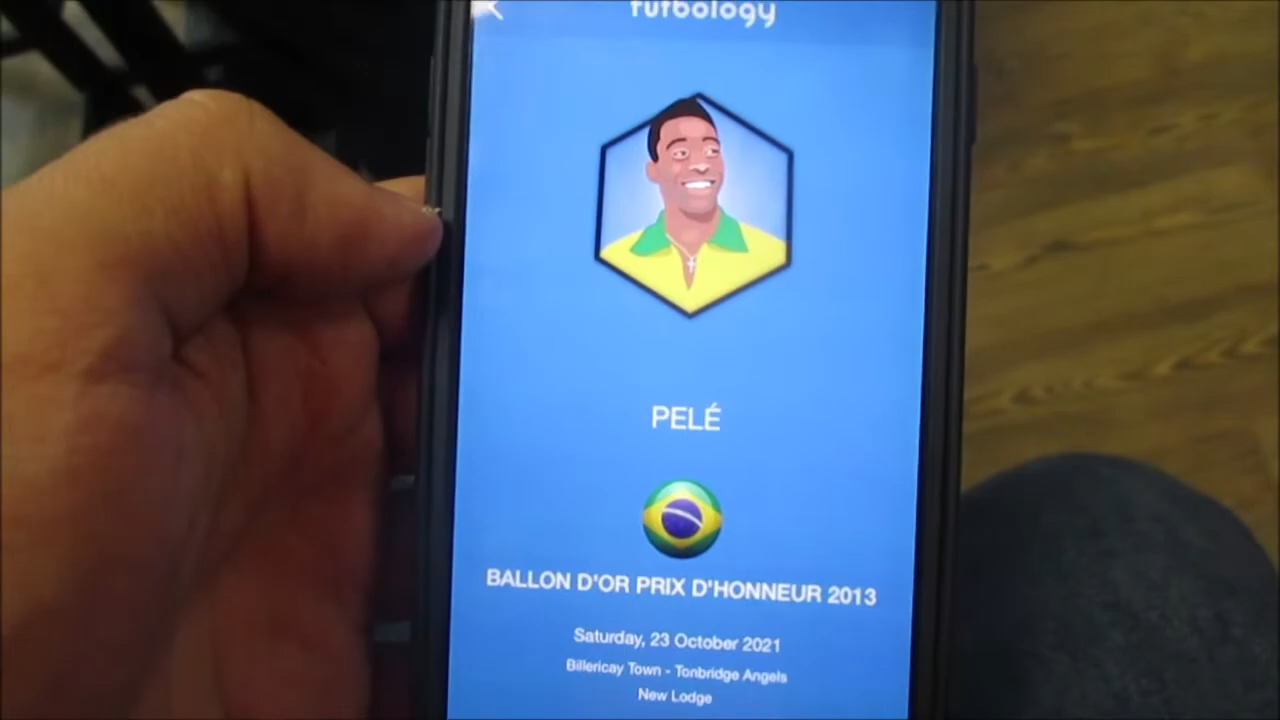 futbology
PELÉ
BALLON D'OR PRIX D'HONNEUR 2013
Saturday, 23 October 2021
Billericay Town - Tonbridge Angels
New Lodge